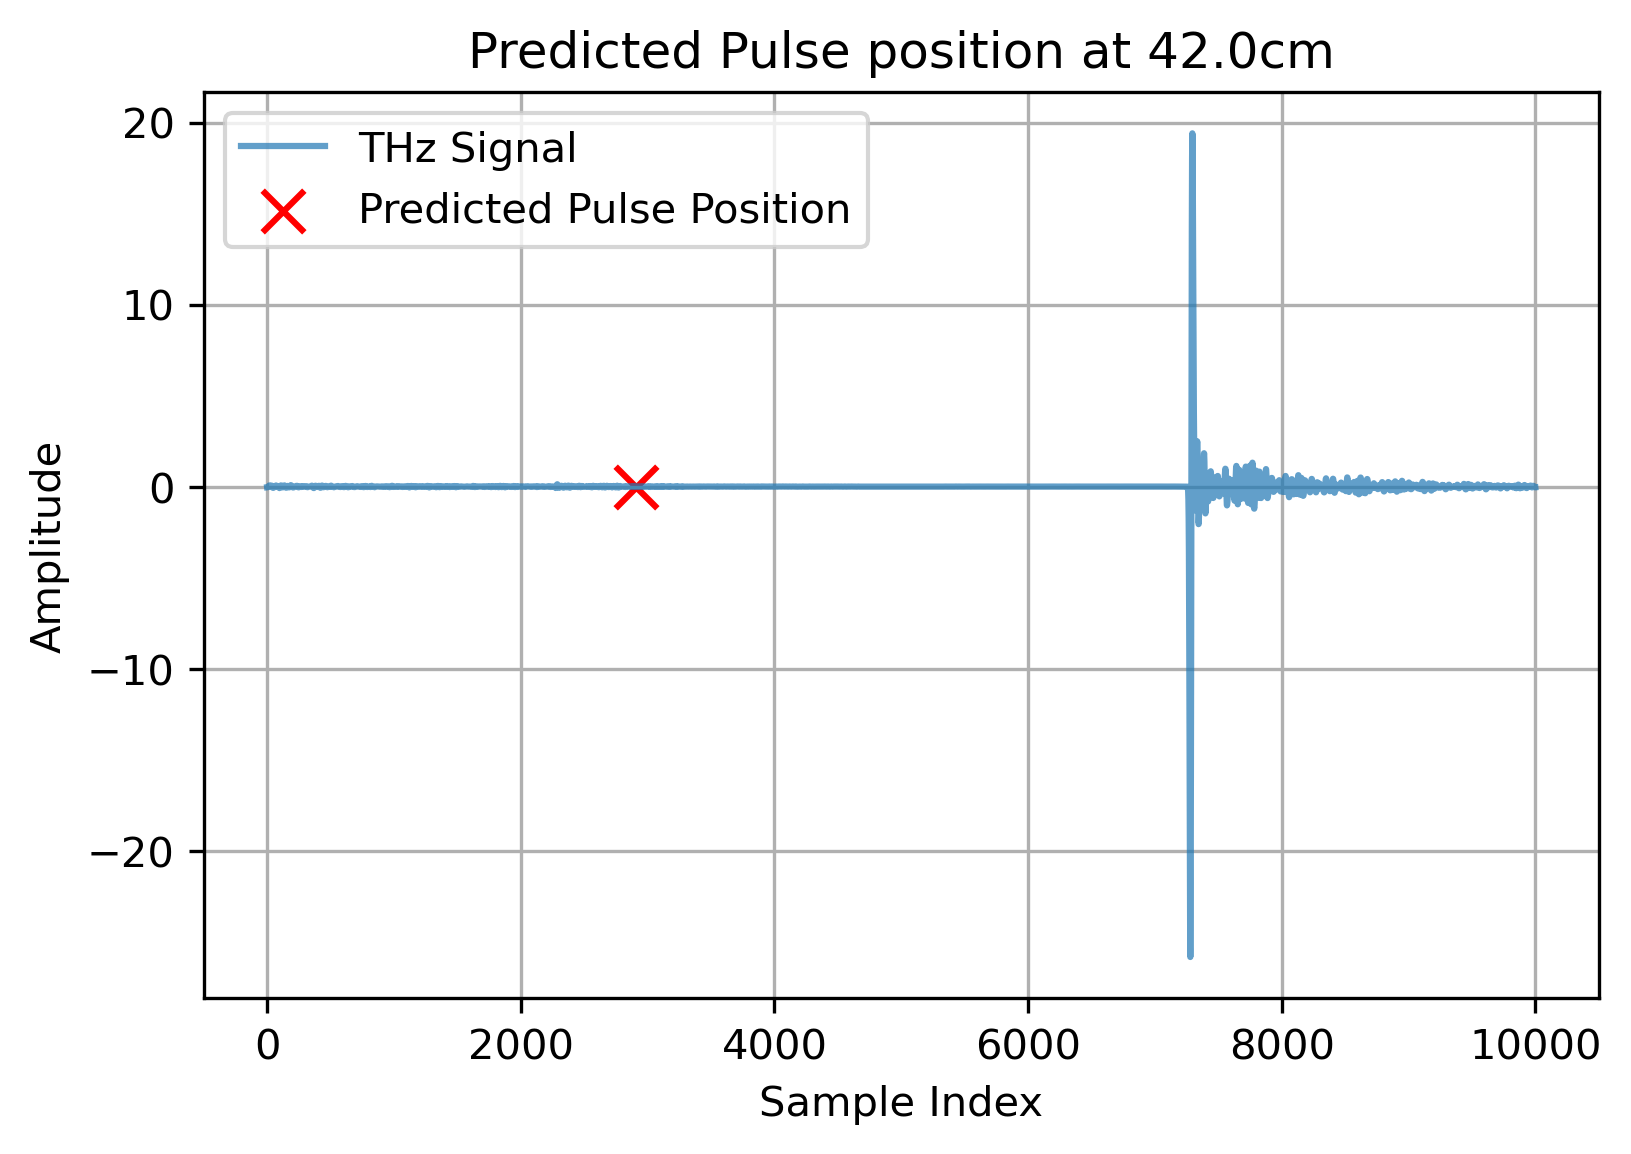 Predicted Pulse position at 42.0cm
THz Signal
Predicted Pulse Position
20
10
0
−10
−20
Amplitude
0 2000 4000 6000 8000 10000
Sample Index